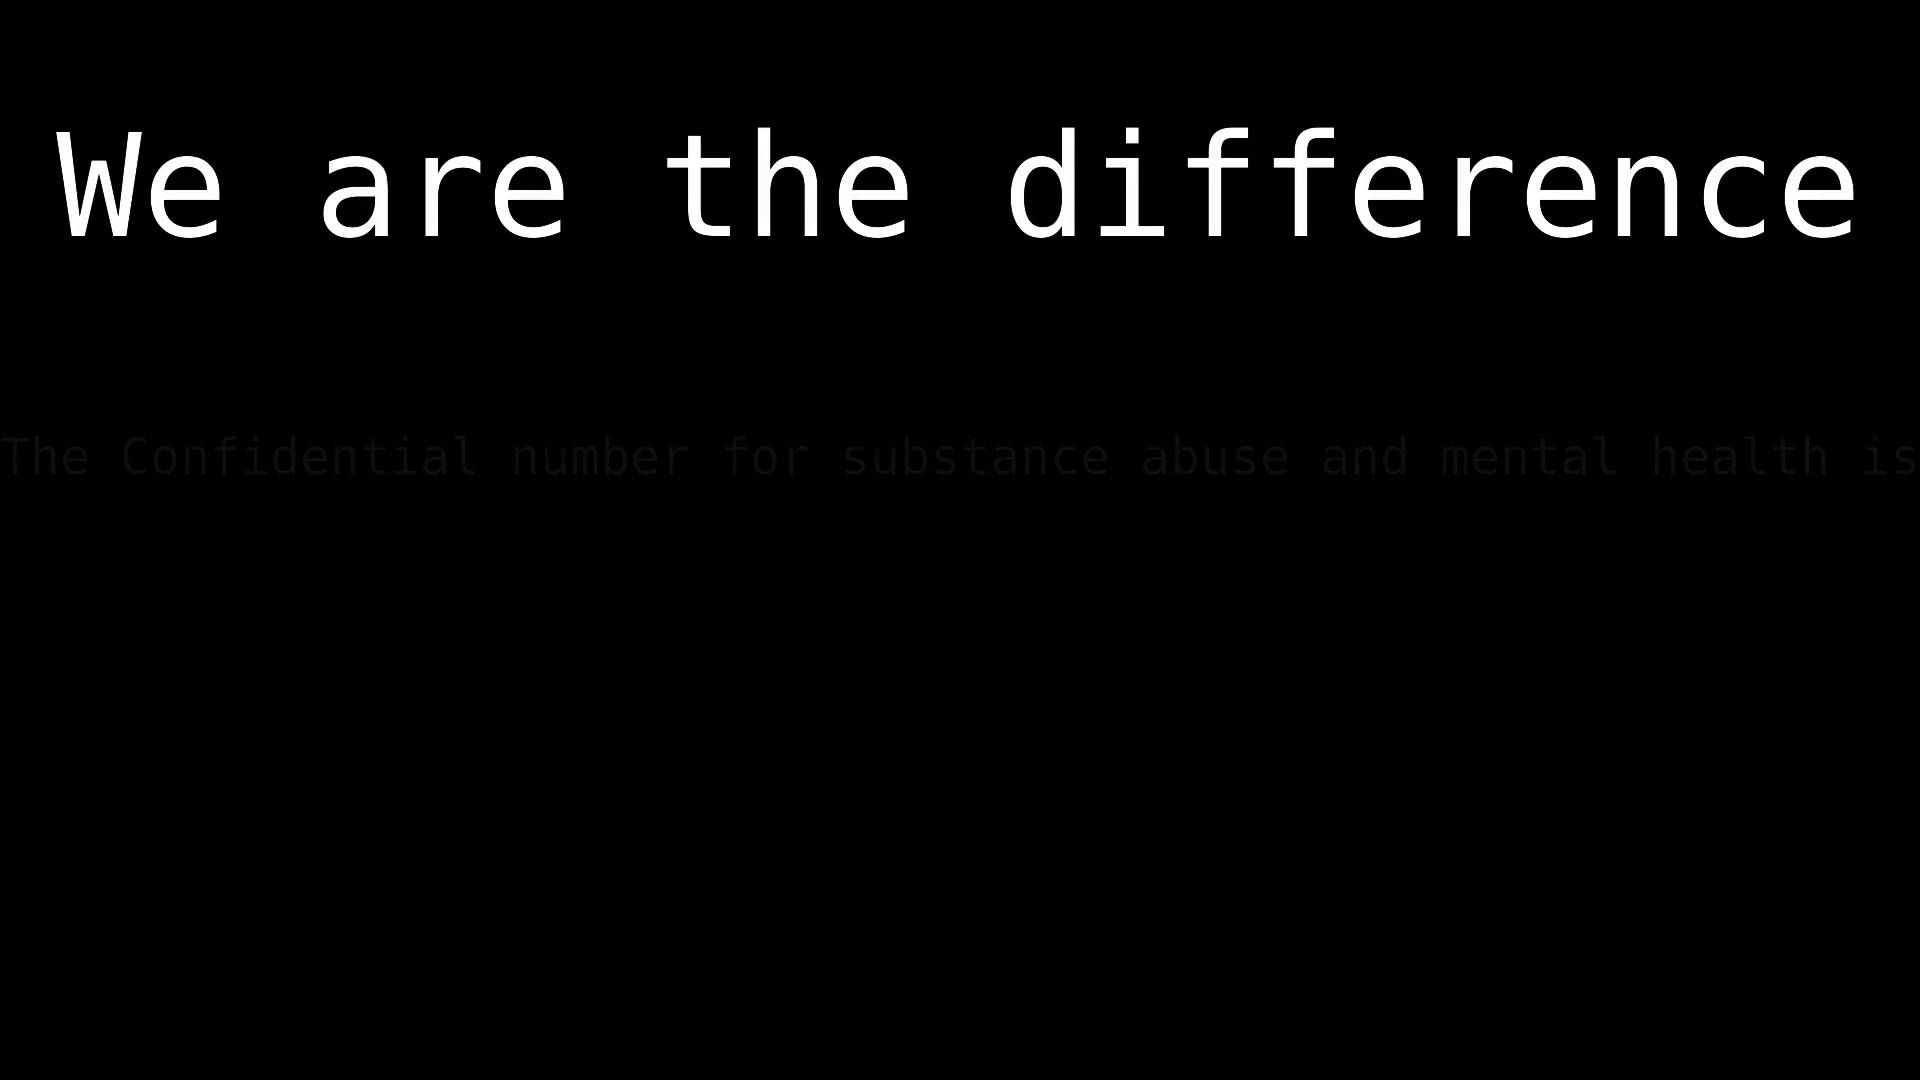 We are the difference
The Confidential number for substance abuse and mental health is